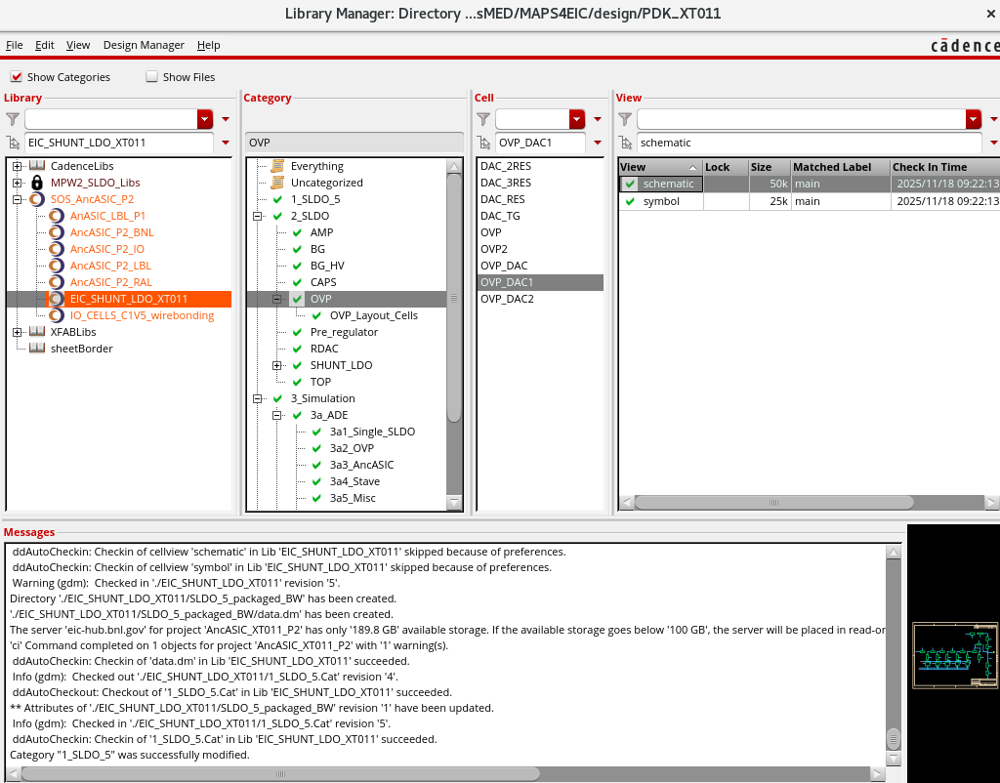 Library Manager: Directory ...sMED/MAPS4EIC/design/PDK_XT011
File Edit View Design Manager Help
cādence
Show Categories Show Files
Library
EIC_SHUNT_LDO_XT011
CadenceLibs
MPW2_SLDO_Libs
SOS_AncASIC_P2
AnASIC_LBL_P1
AncASIC_P2_BNL
AncASIC_P2_IO
AncASIC_P2_LBL
AncASIC_P2_RAL
EIC_SHUNT_LDO_XT011
IO_CELLS_C1V5_wirebonding
XFABLibs
sheetBorder
Category
OVP
Everything
Uncategorized
1_SLDO_5
2_SLDO
AMP
BG
BG_HV
CAPS
OVP
OVP_Layout_Cells
Pre_regulator
RDAC
SHUNT_LDO
TOP
3_Simulation
3a_ADE
3a1_Single_SLDO
3a2_OVP
3a3_AncASIC
3a4_Stave
3a5_Misc
Cell
OVP_DAC1
DAC_2RES
DAC_3RES
DAC_RES
DAC_TG
OVP
OVP2
OVP_DAC
OVP_DAC1
OVP_DAC2
View
schematic
View Lock Size Matched Label Check In Time
schematic 50k main 2025/11/18 09:22:13
symbol 25k main 2025/11/18 09:22:13
Messages
ddAutoCheckin: Checkin of cellview 'schematic' in Lib 'EIC_SHUNT_LDO_XT011' skipped because of preferences.
ddAutoCheckin: Checkin of cellview 'symbol' in Lib 'EIC_SHUNT_LDO_XT011' skipped because of preferences.
Warning (gdm): Checked in './EIC_SHUNT_LDO_XT011' revision '5'.
Directory './EIC_SHUNT_LDO_XT011/SLDO_5_packaged_BW' has been created.
'./EIC_SHUNT_LDO_XT011/SLDO_5_packaged_BW/data.dm' has been created.
The server 'eic-hub.bnl.gov' for project 'AncASIC_XT011_P2' has only '189.8 GB' available storage. If the available storage goes below '100 GB', the server will be placed in read-or
'ci' Command completed on 1 objects for project 'AncASIC_XT011_P2' with '1' warning(s).
ddAutoCheckin: Checkin of 'data.dm' in Lib 'EIC_SHUNT_LDO_XT011' succeeded.
Info (gdm): Checked out './EIC_SHUNT_LDO_XT011/1_SLDO_5.Cat' revision '4'.
ddAutoCheckout: Checkout of '1_SLDO_5.Cat' in Lib 'EIC_SHUNT_LDO_XT011' succeeded.
** Attributes of './EIC_SHUNT_LDO_XT011/SLDO_5_packaged_BW' revision '1' have been updated.
Info (gdm): Checked in './EIC_SHUNT_LDO_XT011/1_SLDO_5.Cat' revision '5'.
ddAutoCheckin: Checkin of '1_SLDO_5.Cat' in Lib 'EIC_SHUNT_LDO_XT011' succeeded.
Category "1_SLDO_5" was successfully modified.